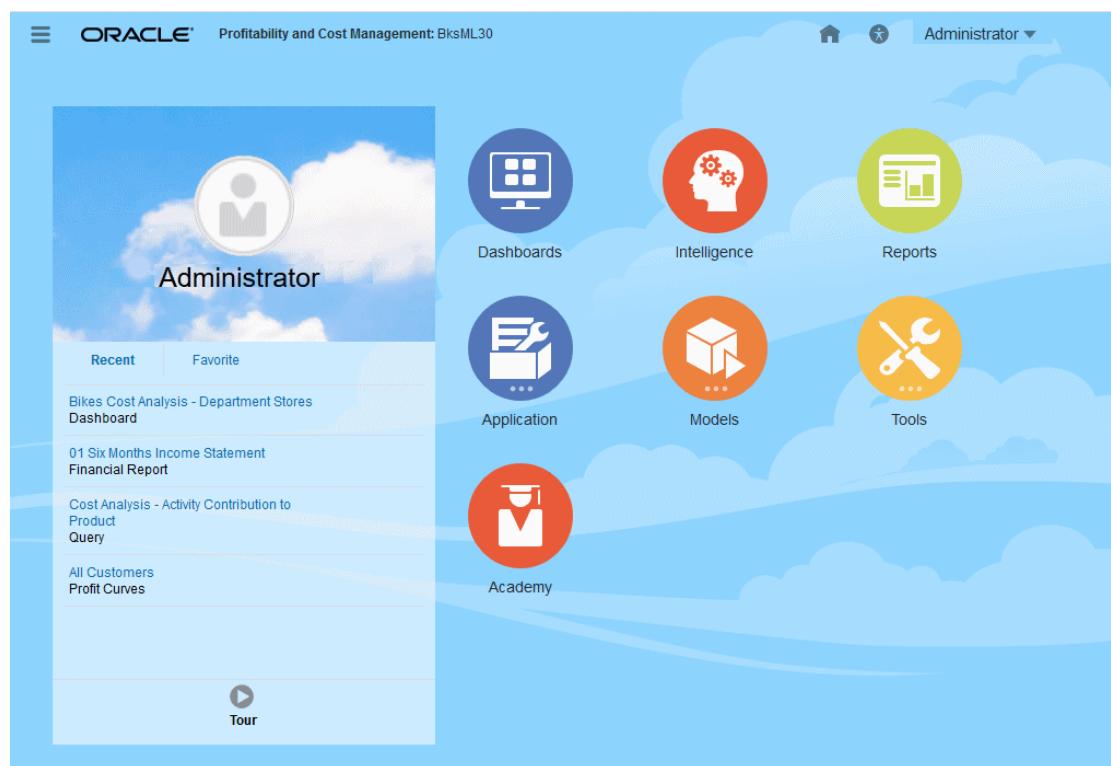 ORACLE® Profitability and Cost Management: BksML30 Administrator
Administrator
Recent Favorite
Bikes Cost Analysis - Department Stores
Dashboard
01 Six Months Income Statement
Financial Report
Cost Analysis - Activity Contribution to
Product
Query
All Customers
Profit Curves
Tour
Dashboards Intelligence Reports
Application Models Tools
Academy